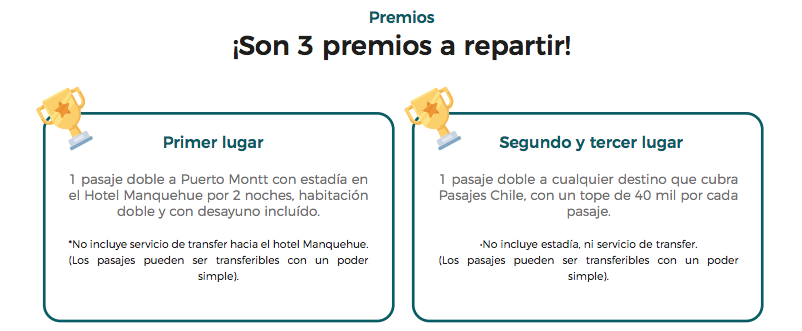 Premios
¡Son 3 premios a repartir!
Primer lugar
1 pasaje doble a Puerto Montt con estadía en
el Hotel Manquehue por 2 noches, habitación
doble y con desayuno incluído.
*No incluye servicio de transfer hacia el hotel Manquehue.
(Los pasajes pueden ser transferibles con un poder
simple).
Segundo y tercer lugar
1 pasaje doble a cualquier destino que cubra
Pasajes Chile, con un tope de 40 mil por cada
pasaje.
•No incluye estadía, ni servicio de transfer.
(Los pasajes pueden ser transferibles con un poder
simple).